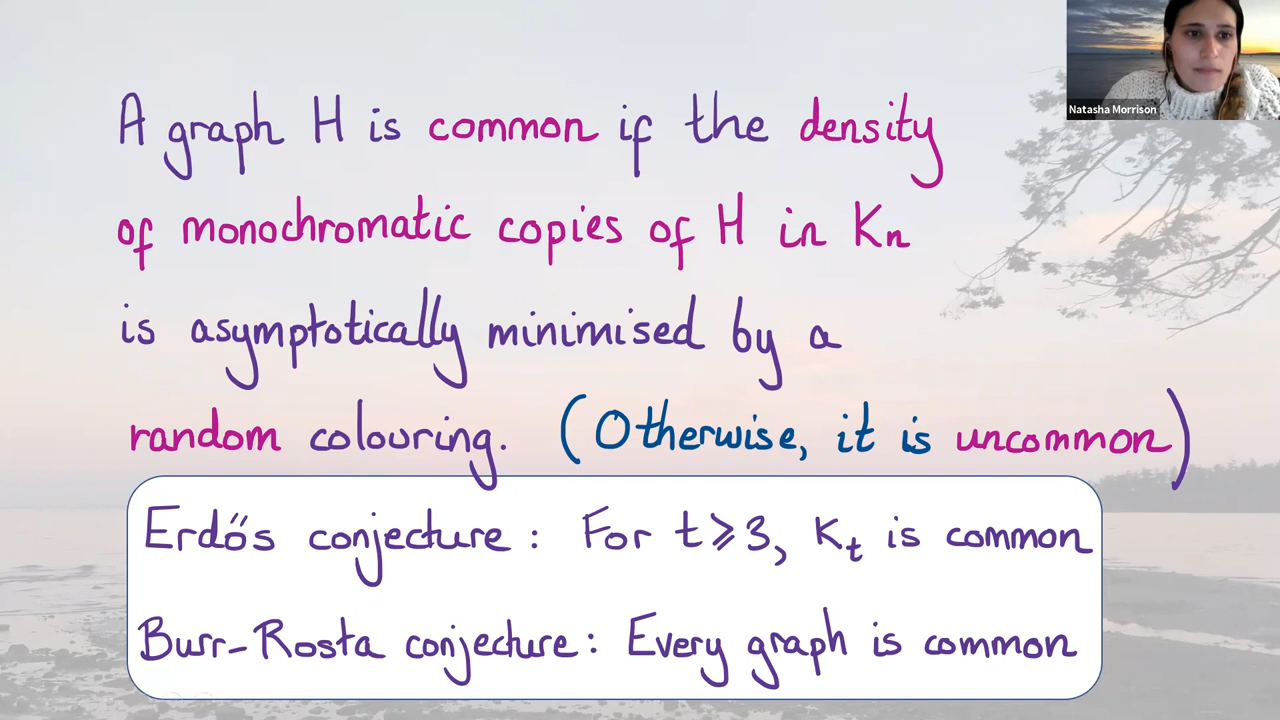 Natasha Morrison
A graph H is common if the density
of monochromatic copies of H in Kn
is asymptotically minimised by a
random colouring. (Otherwise, it is uncommon)
Erdős conjecture: For t ⩾ 3, Kₜ is common
Burr-Rosta conjecture: Every graph is common